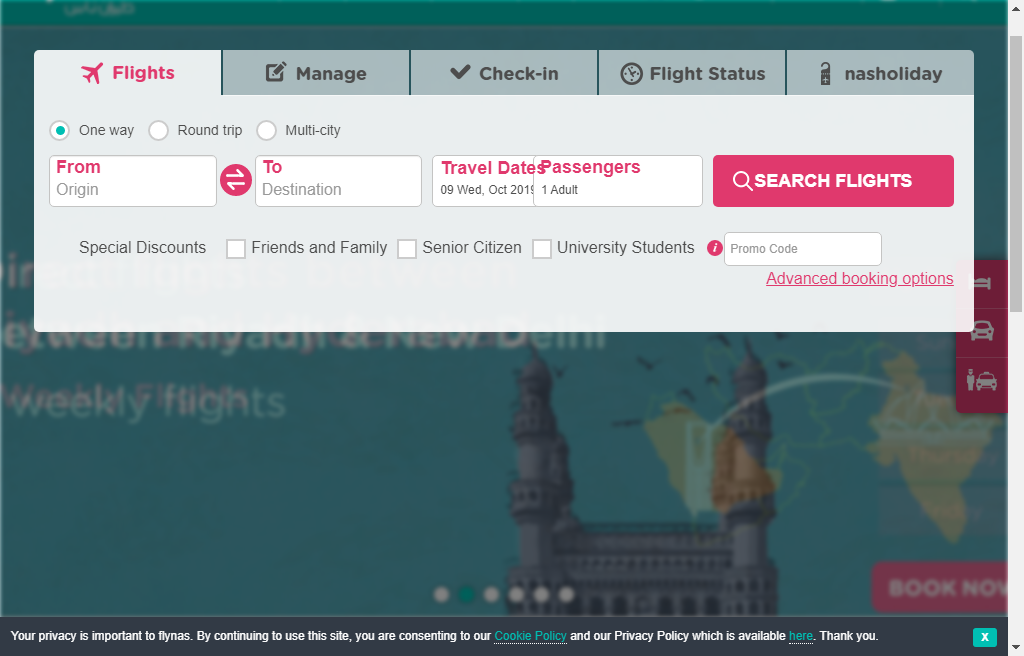 Flights
Manage
Check-in
Flight Status
nasholiday
One way
Round trip
Multi-city
From
Origin
To
Destination
Travel Dates
09 Wed, Oct 2019
Passengers
1 Adult
SEARCH FLIGHTS
Special Discounts
Friends and Family
Senior Citizen
University Students
i
Promo Code
Advanced booking options
between Riyadh & New Delhi
weekly flights
Weekly Flights
BOOK NOW
Your privacy is important to flynas. By continuing to use this site, you are consenting to our Cookie Policy and our Privacy Policy which is available here. Thank you.
X